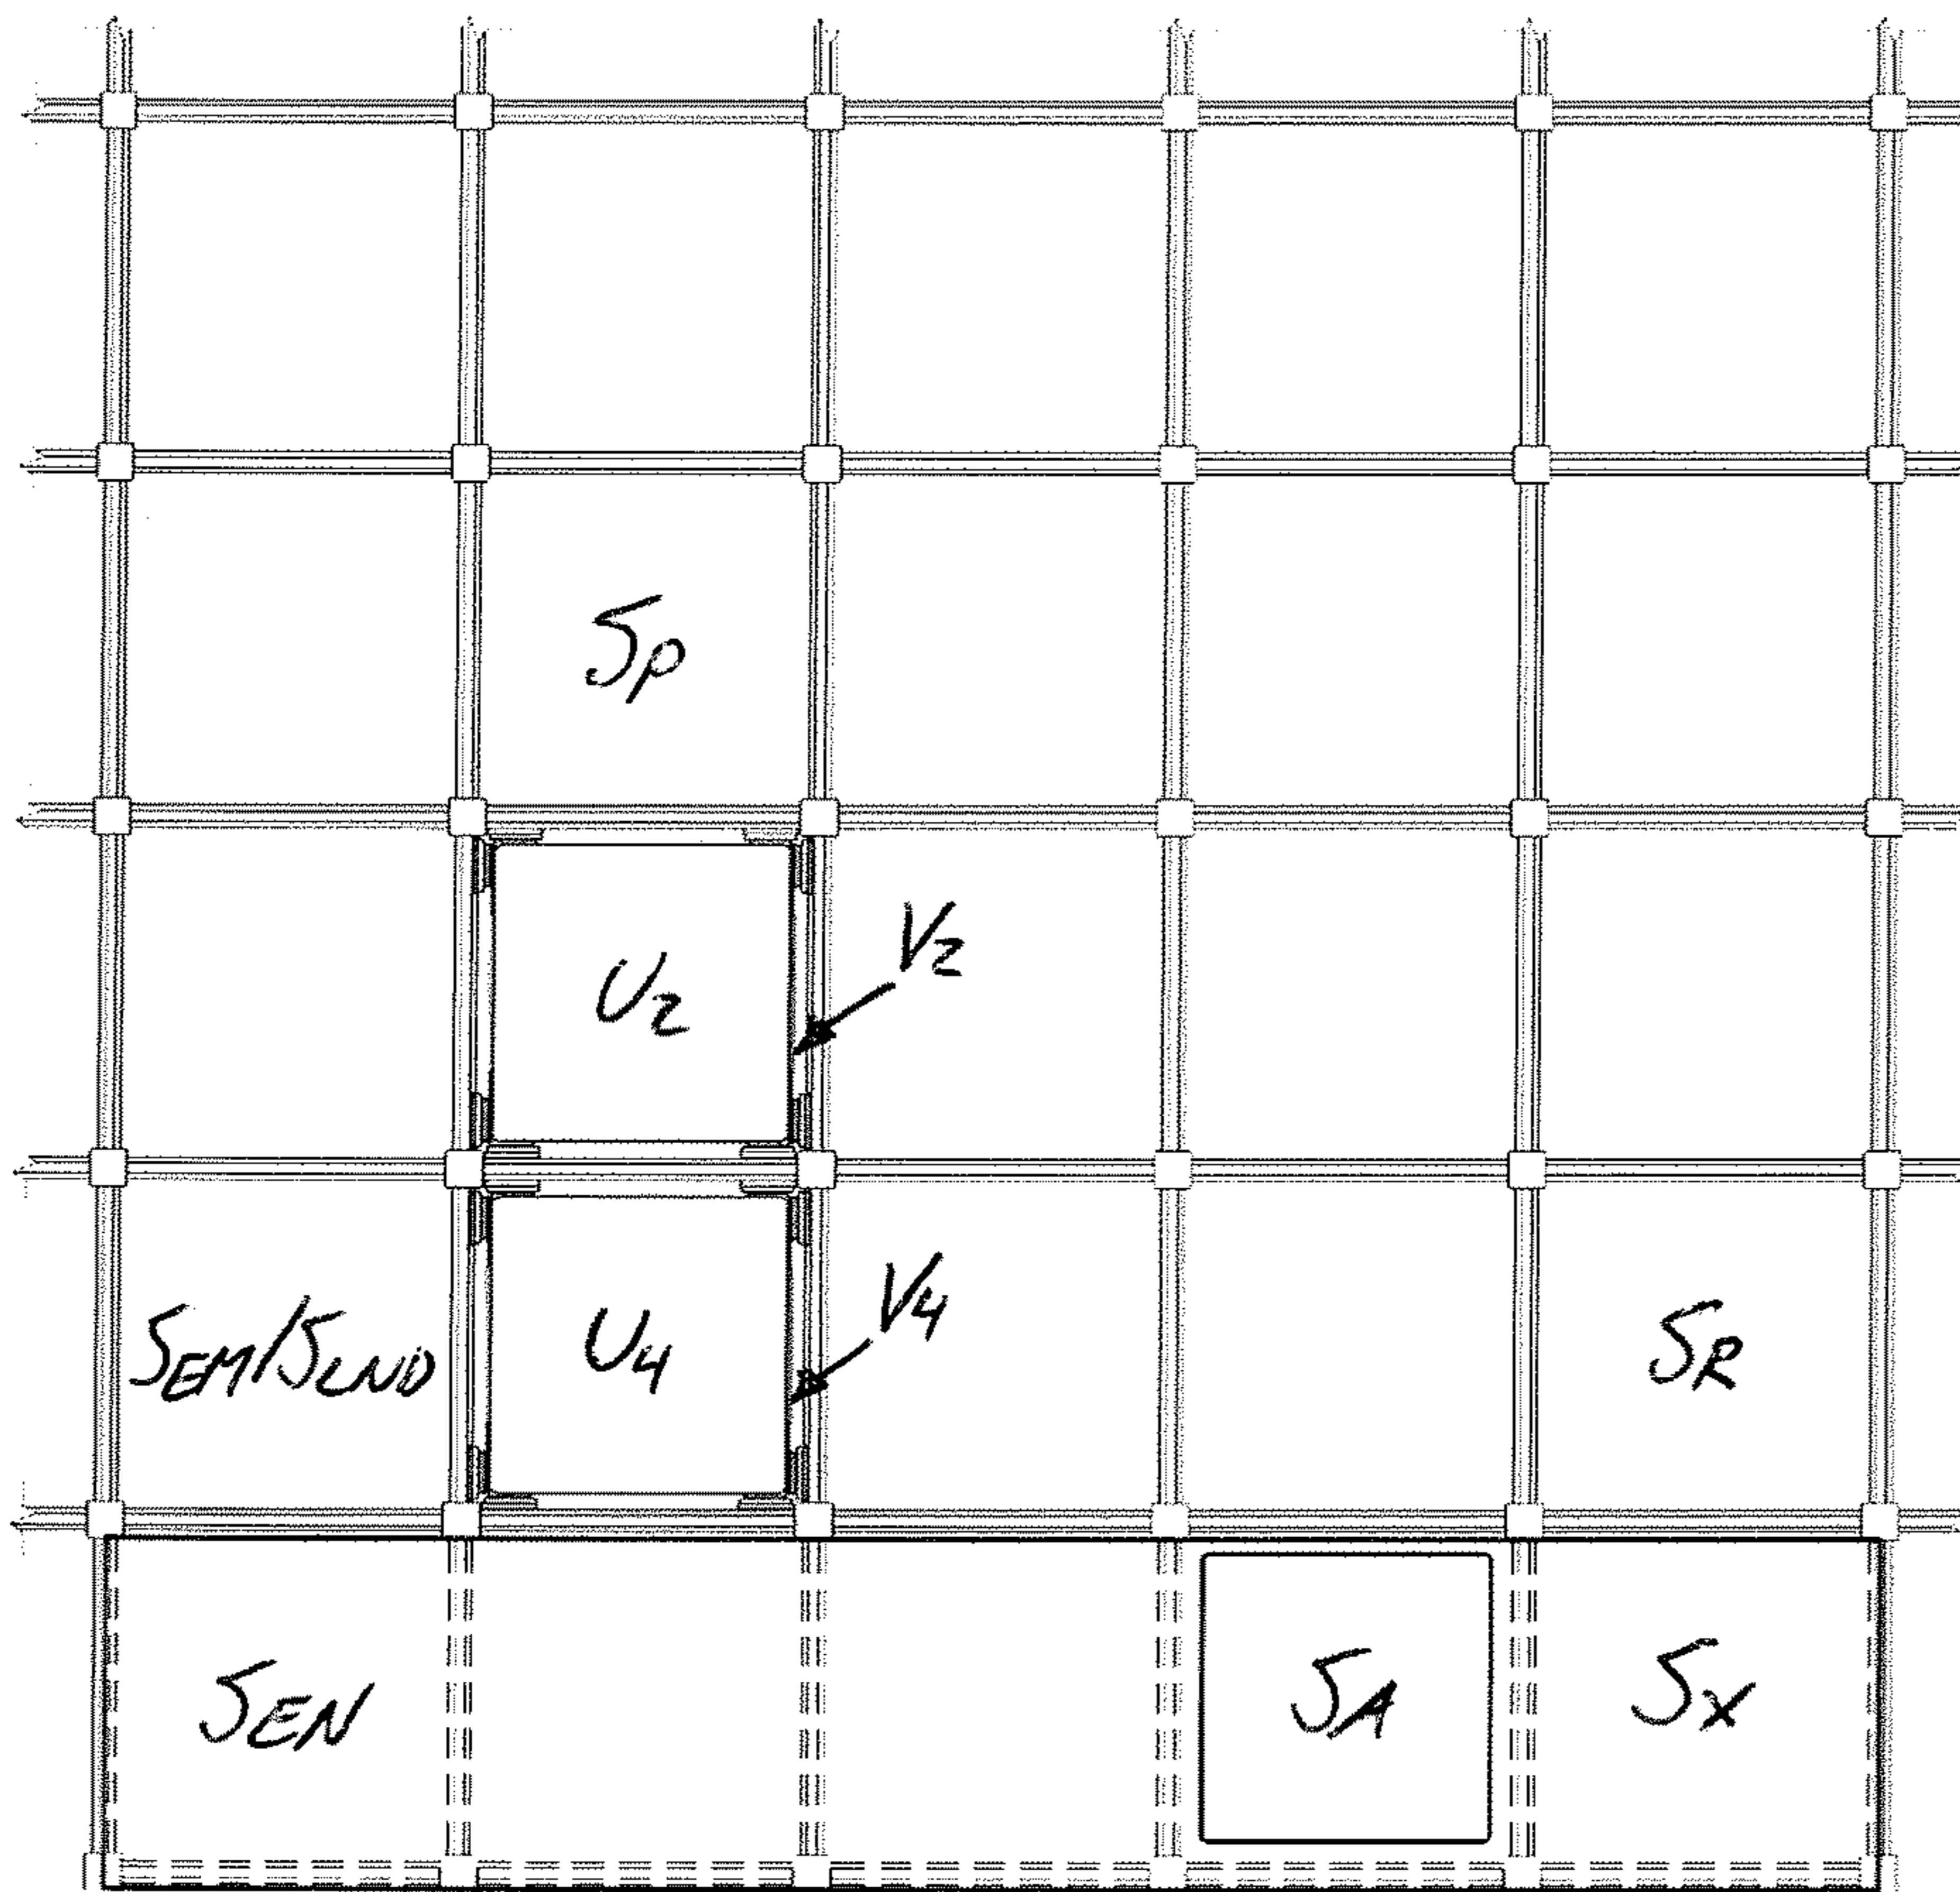 Sp
V2
U2
V4
SEM/SLND
U4
SR
SEN
SA
SX